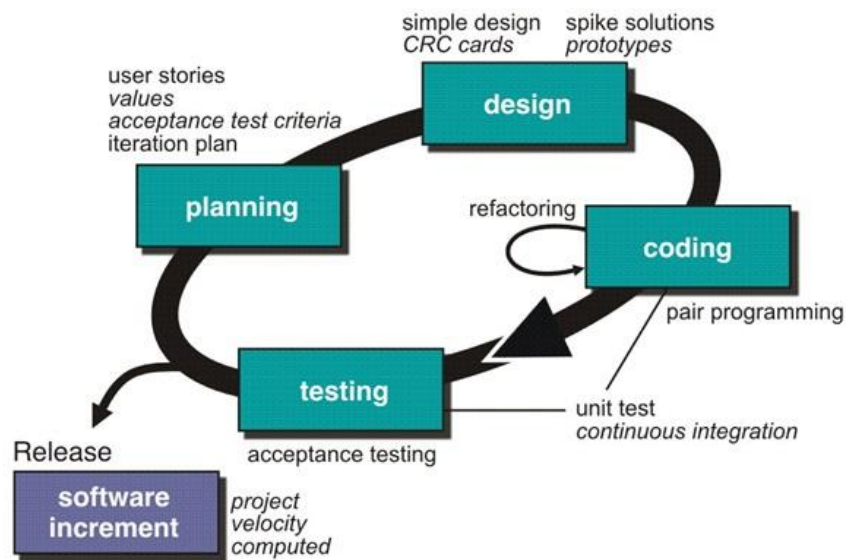 simple design
CRC cards
spike solutions
prototypes
design
user stories
values
acceptance test criteria
iteration plan
planning
refactoring
coding
pair programming
testing
unit test
continuous integration
acceptance testing
Release
software
increment
project
velocity
computed